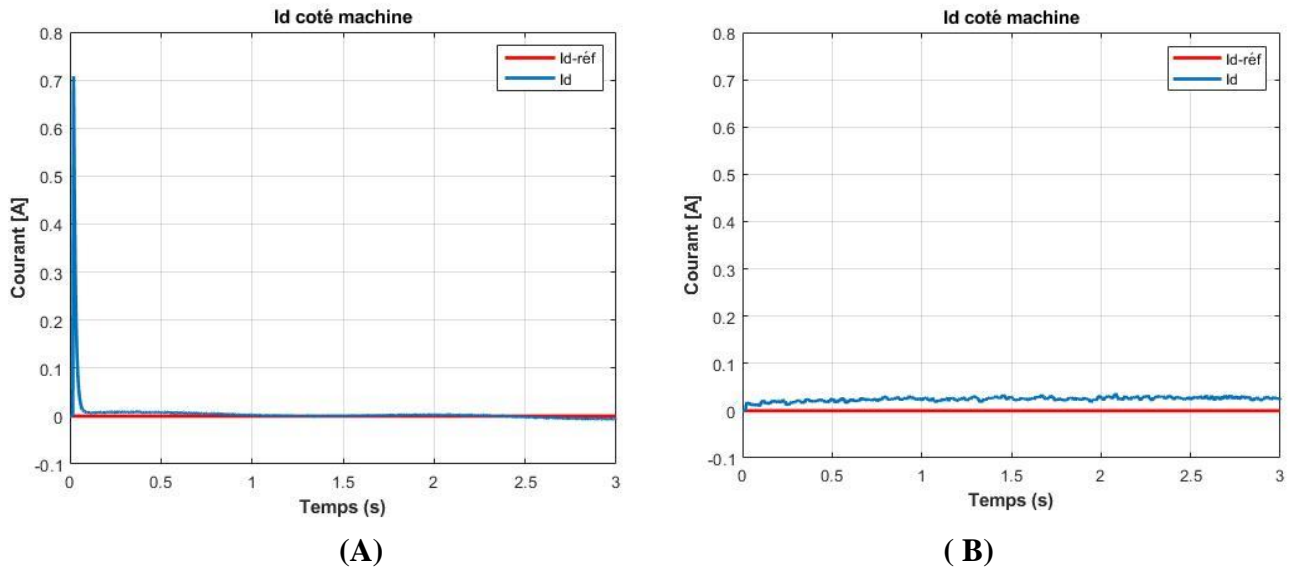 Id coté machine
Id-réf
Id
0.8
0.7
0.6
0.5
0.4
0.3
0.2
0.1
0
-0.1
Courant [A]
0 0.5 1 1.5 2 2.5 3
Temps (s)
(A)
Id coté machine
Id-réf
Id
0.8
0.7
0.6
0.5
0.4
0.3
0.2
0.1
0
-0.1
Courant [A]
0 0.5 1 1.5 2 2.5 3
Temps (s)
( B)